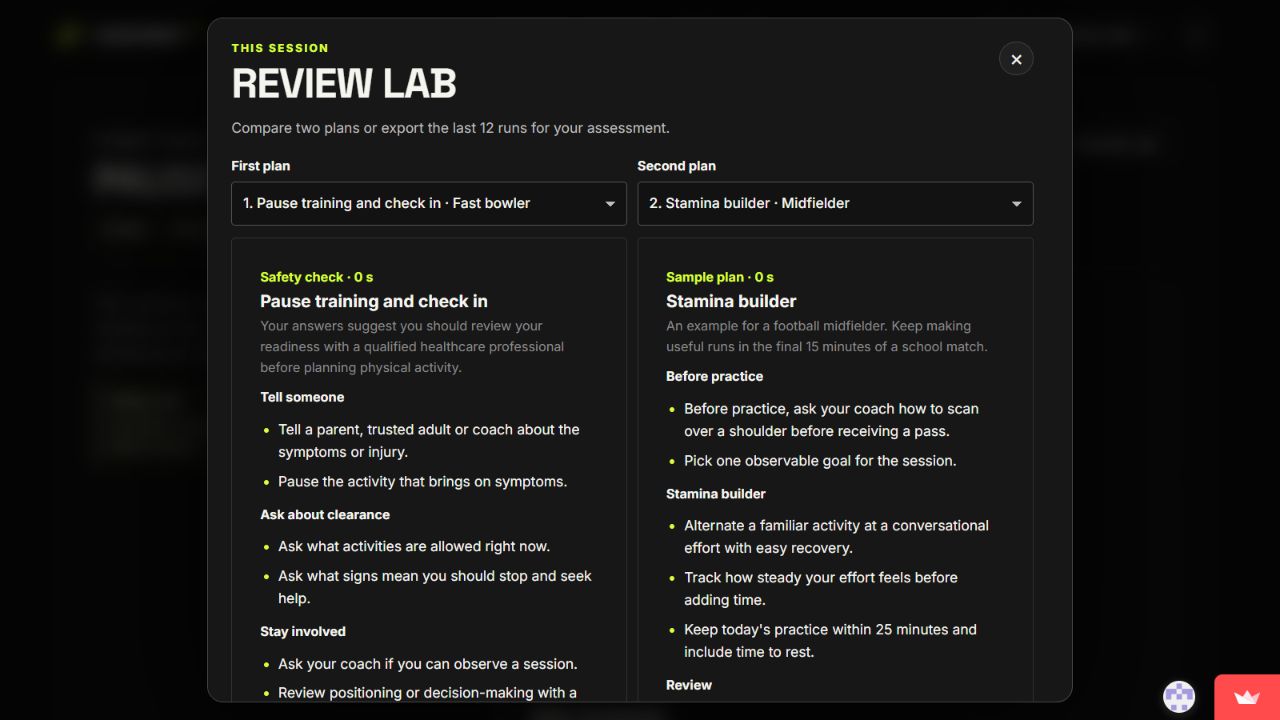 THIS SESSION
REVIEW LAB
Compare two plans or export the last 12 runs for your assessment.
First plan
1. Pause training and check in · Fast bowler
Second plan
2. Stamina builder · Midfielder
Safety check · 0 s
Pause training and check in
Your answers suggest you should review your
readiness with a qualified healthcare professional
before planning physical activity.
Tell someone
Tell a parent, trusted adult or coach about the
symptoms or injury.
Pause the activity that brings on symptoms.
Ask about clearance
Ask what activities are allowed right now.
Ask what signs mean you should stop and seek
help.
Stay involved
Ask your coach if you can observe a session.
Review positioning or decision-making with a
Sample plan · 0 s
Stamina builder
An example for a football midfielder. Keep making
useful runs in the final 15 minutes of a school match.
Before practice
Before practice, ask your coach how to scan
over a shoulder before receiving a pass.
Pick one observable goal for the session.
Stamina builder
Alternate a familiar activity at a conversational
effort with easy recovery.
Track how steady your effort feels before
adding time.
Keep today's practice within 25 minutes and
include time to rest.
Review